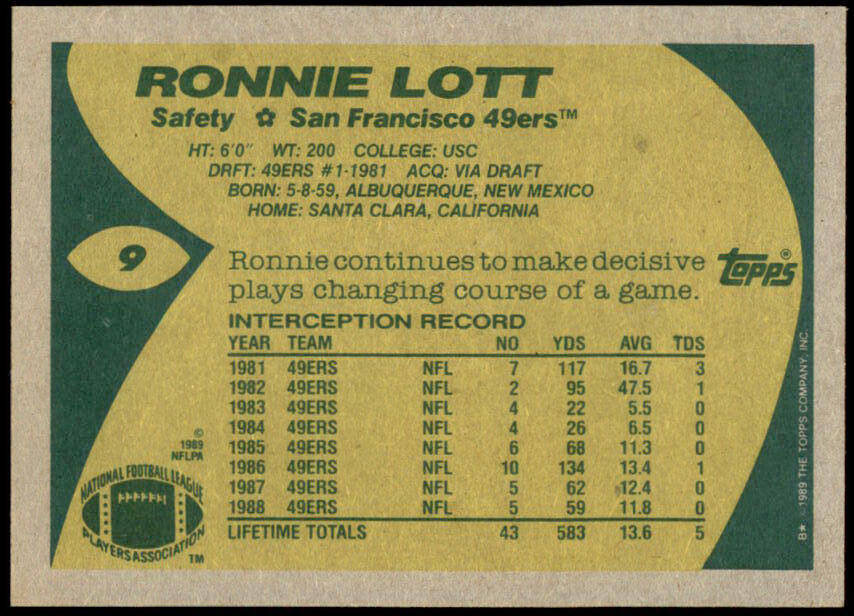 RONNIE LOTT
Safety ✿ San Francisco 49ers™
HT: 6'0" WT: 200 COLLEGE: USC
DRFT: 49ERS #1-1981 ACQ: VIA DRAFT
BORN: 5-8-59, ALBUQUERQUE, NEW MEXICO
HOME: SANTA CLARA, CALIFORNIA
9
Ronnie continues to make decisive
plays changing course of a game.
Topps®
INTERCEPTION RECORD
YEAR TEAM NO YDS AVG TDS
1981 49ERS NFL 7 117 16.7 3
1982 49ERS NFL 2 95 47.5 1
1983 49ERS NFL 4 22 5.5 0
1984 49ERS NFL 4 26 6.5 0
1985 49ERS NFL 6 68 11.3 0
1986 49ERS NFL 10 134 13.4 1
1987 49ERS NFL 5 62 12.4 0
1988 49ERS NFL 5 59 11.8 0
LIFETIME TOTALS 43 583 13.6 5
©
1989
NFLPA
NATIONAL FOOTBALL LEAGUE
PLAYERS ASSOCIATION
TM
B★ ©1989 THE TOPPS COMPANY, INC.